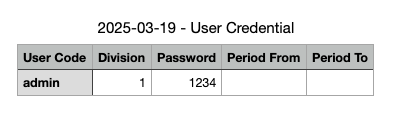 2025-03-19 - User Credential
User Code Division Password Period From Period To
admin 1 1234